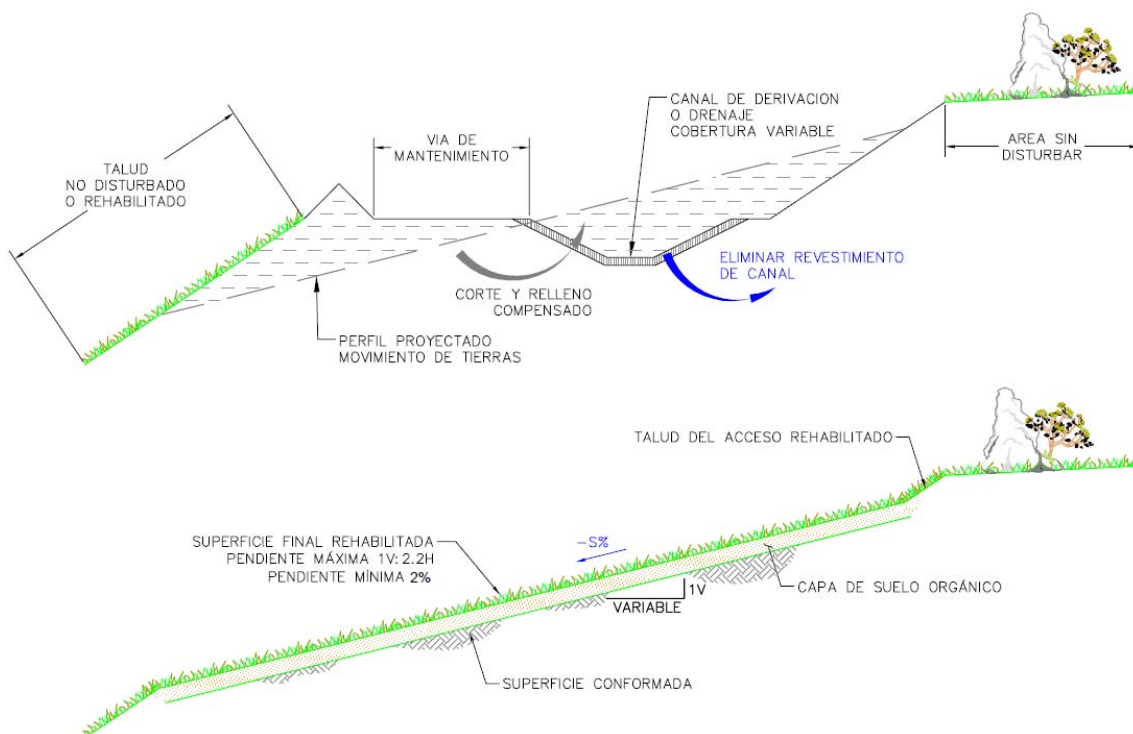 CANAL DE DERIVACION
O DRENAJE
COBERTURA VARIABLE
VIA DE
MANTENIMIENTO
AREA SIN
DISTURBAR
TALUD
NO DISTURBADO
O REHABILITADO
ELIMINAR REVESTIMIENTO
DE CANAL
CORTE Y RELLENO
COMPENSADO
PERFIL PROYECTADO
MOVIMIENTO DE TIERRAS
TALUD DEL ACCESO REHABILITADO
SUPERFICIE FINAL REHABILITADA
PENDIENTE MÁXIMA 1V:2.2H
PENDIENTE MÍNIMA 2%
-S%
1V
VARIABLE
CAPA DE SUELO ORGÁNICO
SUPERFICIE CONFORMADA